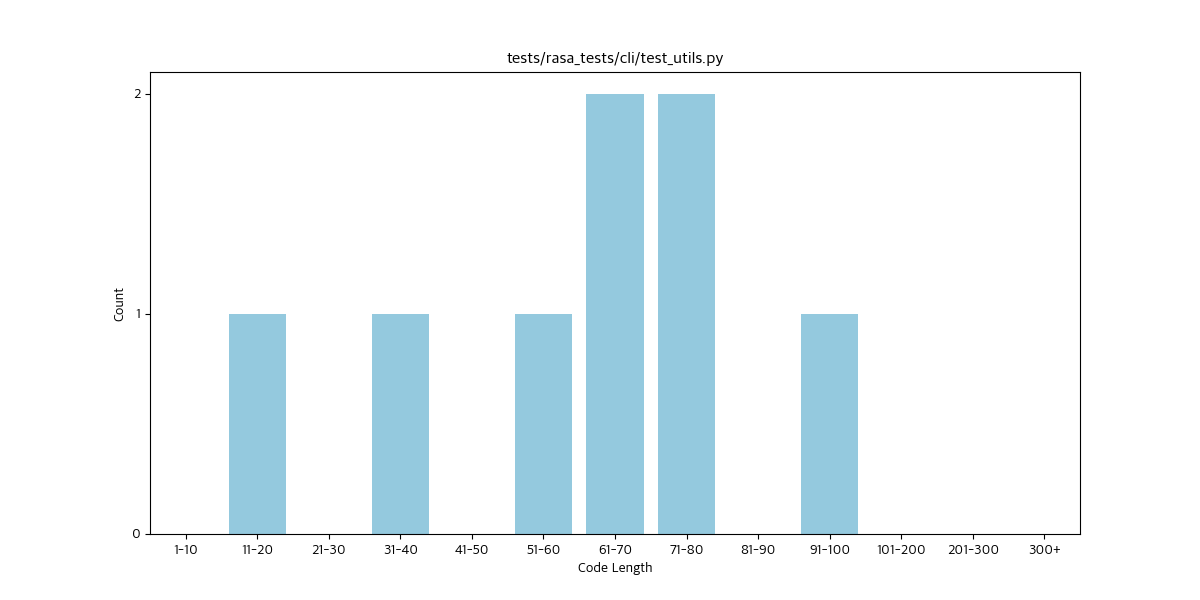 tests/rasa_tests/cli/test_utils.py
Count
2
1
0
1-10 11-20 21-30 31-40 41-50 51-60 61-70 71-80 81-90 91-100 101-200 201-300 300+
Code Length